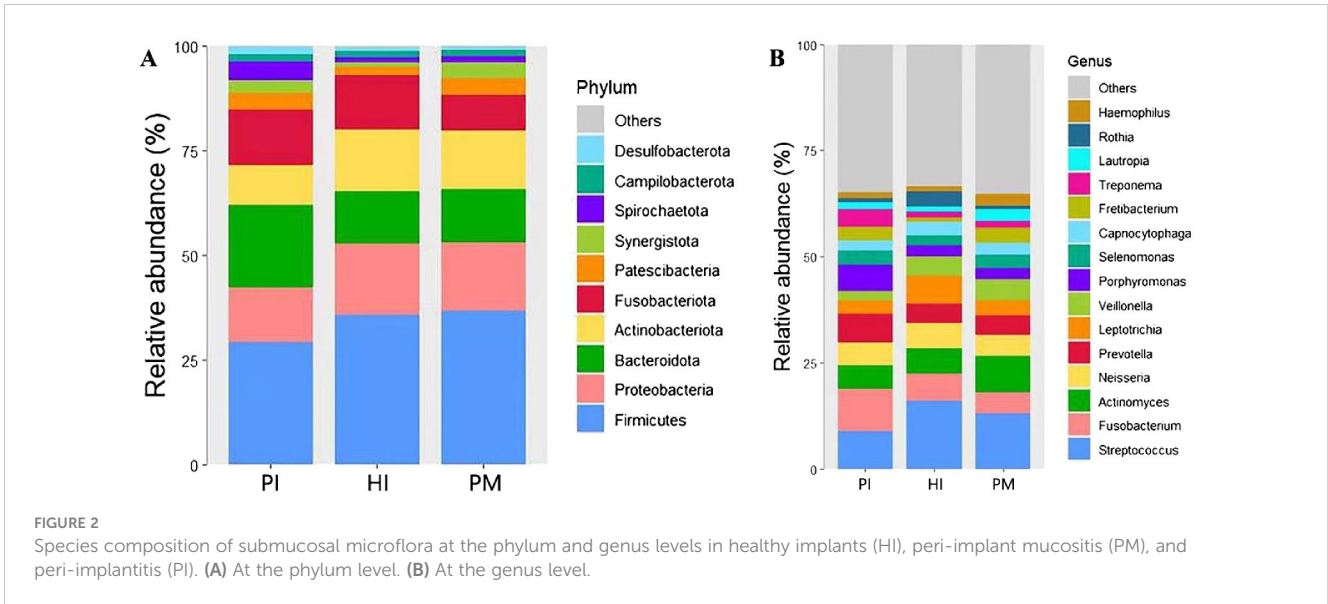 A
Relative abundance (%)
100
75
50
25
0
PI HI PM
Phylum
Others
Desulfobacterota
Campilobacterota
Spirochaetota
Synergistota
Patescibacteria
Fusobacteriota
Actinobacteriota
Bacteroidota
Proteobacteria
Firmicutes
B
Relative abundance (%)
100
75
50
25
0
PI HI PM
Genus
Others
Haemophilus
Rothia
Lautropia
Treponema
Fretibacterium
Capnocytophaga
Selenomonas
Porphyromonas
Veillonella
Leptotrichia
Prevotella
Neisseria
Actinomyces
Fusobacterium
Streptococcus
FIGURE 2
Species composition of submucosal microflora at the phylum and genus levels in healthy implants (HI), peri-implant mucositis (PM), and
peri-implantitis (PI). (A) At the phylum level. (B) At the genus level.